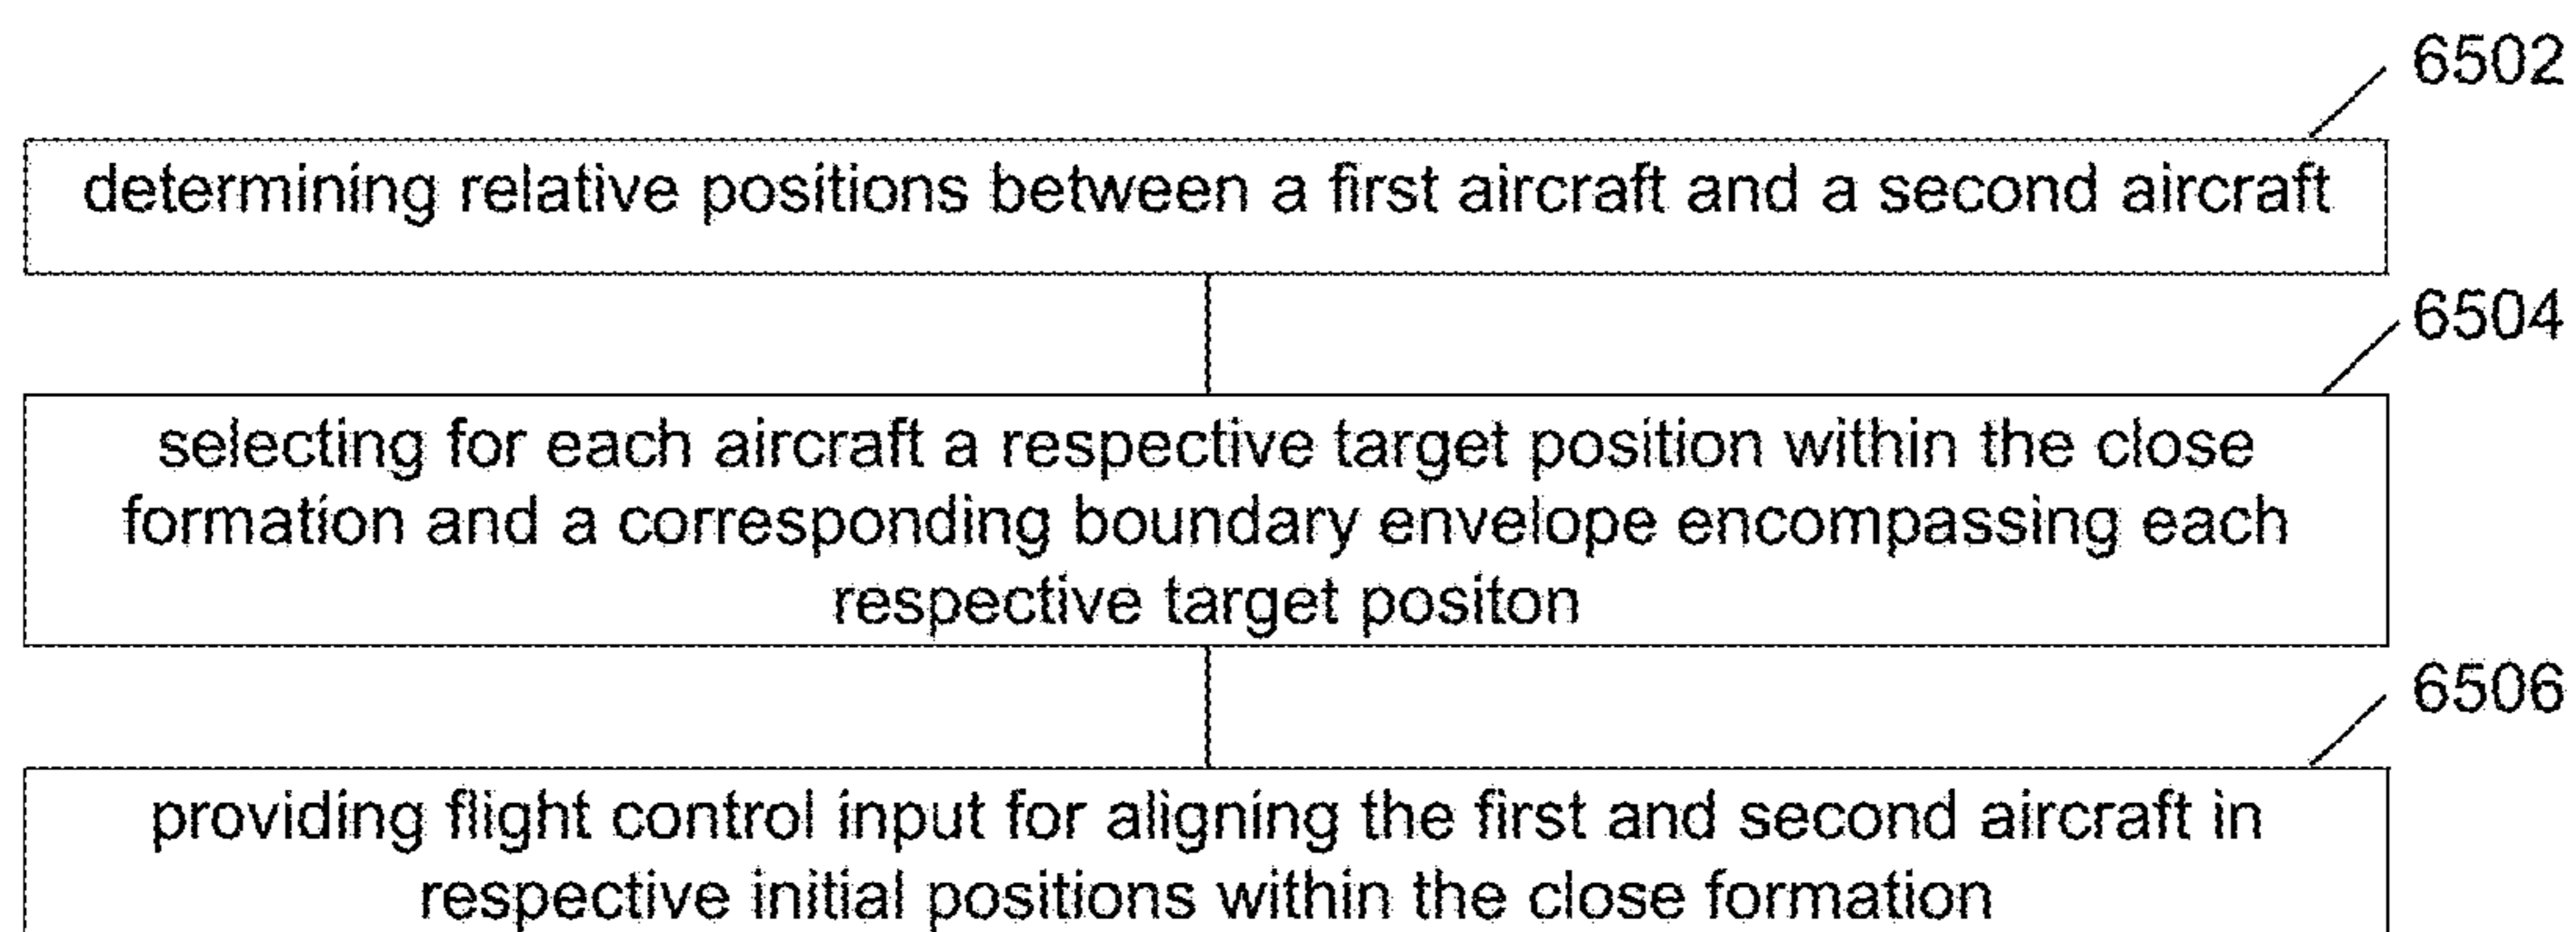 6502
determining relative positions between a first aircraft and a second aircraft
6504
selecting for each aircraft a respective target position within the close
formation and a corresponding boundary envelope encompassing each
respective target positon
6506
providing flight control input for aligning the first and second aircraft in
respective initial positions within the close formation